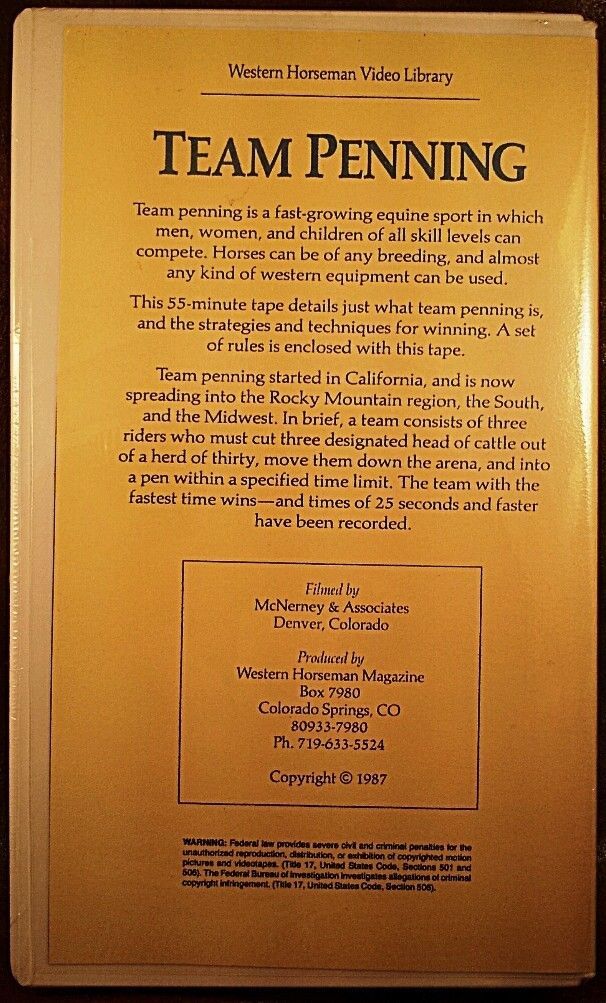 Western Horseman Video Library
TEAM PENNING
Team penning is a fast-growing equine sport in which
men, women, and children of all skill levels can
compete. Horses can be of any breeding, and almost
any kind of western equipment can be used.
This 55-minute tape details just what team penning is,
and the strategies and techniques for winning. A set
of rules is enclosed with this tape.
Team penning started in California, and is now
spreading into the Rocky Mountain region, the South,
and the Midwest. In brief, a team consists of three
riders who must cut three designated head of cattle out
of a herd of thirty, move them down the arena, and into
a pen within a specified time limit. The team with the
fastest time wins—and times of 25 seconds and faster
have been recorded.
Filmed by
McNerney & Associates
Denver, Colorado
Produced by
Western Horseman Magazine
Box 7980
Colorado Springs, CO
80933-7980
Ph. 719-633-5524
Copyright © 1987
WARNING: Federal law provides severe civil and criminal penalties for the
unauthorized reproduction, distribution, or exhibition of copyrighted motion
pictures and videotapes. (Title 17, United States Code, Sections 501 and
506). The Federal Bureau of Investigation investigates allegations of criminal
copyright infringement. (Title 17, United States Code, Section 506).